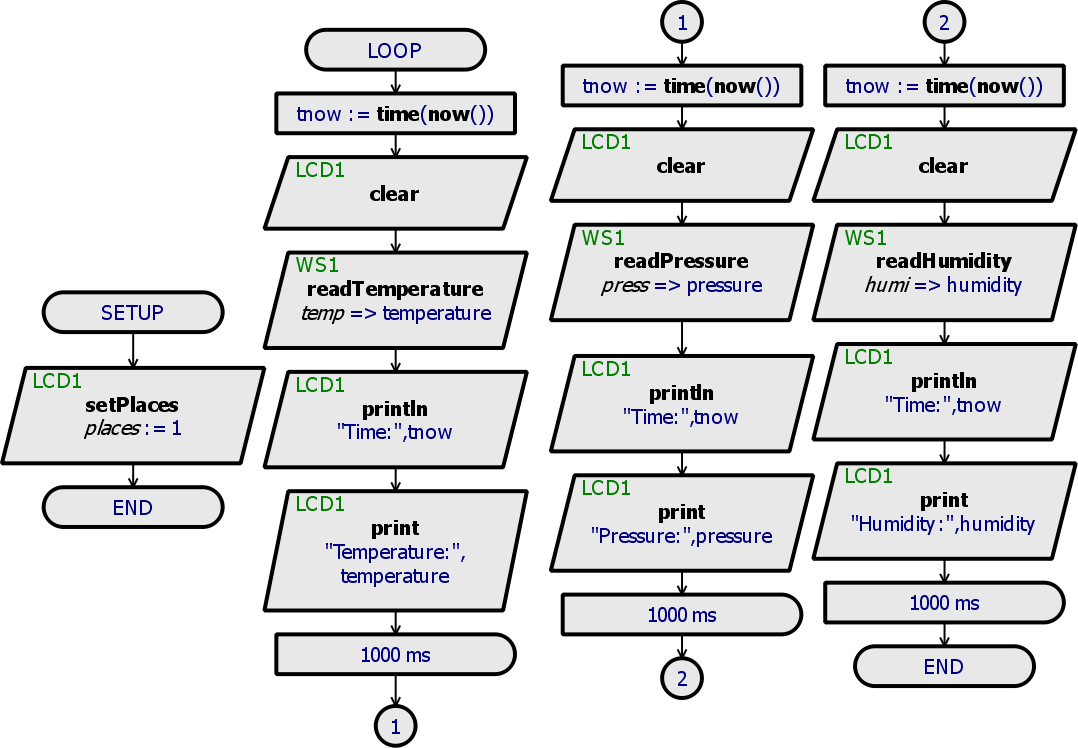 SETUP
LCD1
setPlaces
places := 1
END
LOOP
tnow := time(now())
LCD1
clear
WS1
readTemperature
temp => temperature
LCD1
println
"Time:",tnow
LCD1
print
"Temperature:",
temperature
1000 ms
1
1
tnow := time(now())
LCD1
clear
WS1
readPressure
press => pressure
LCD1
println
"Time:",tnow
LCD1
print
"Pressure:",pressure
1000 ms
2
2
tnow := time(now())
LCD1
clear
WS1
readHumidity
humi => humidity
LCD1
println
"Time:",tnow
LCD1
print
"Humidity:",humidity
1000 ms
END